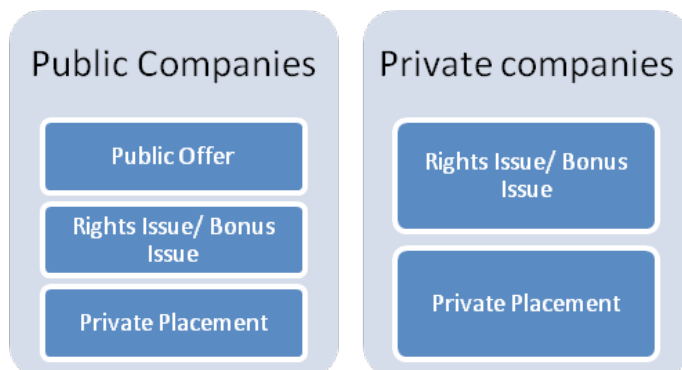 Public Companies
Public Offer
Rights Issue/ Bonus
Issue
Private Placement
Private companies
Rights Issue/ Bonus
Issue
Private Placement